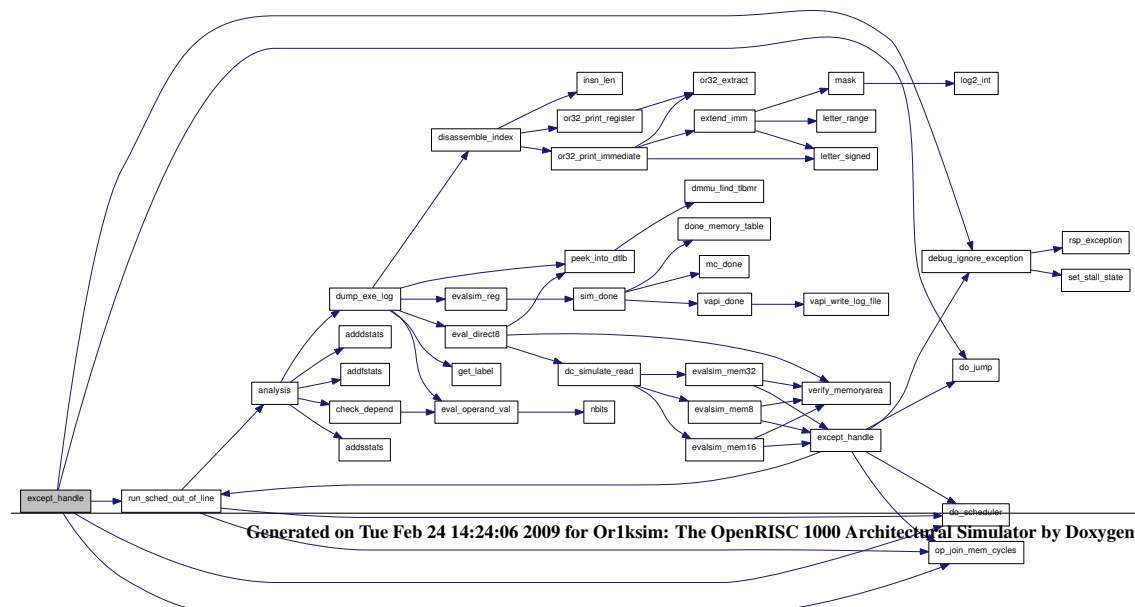 insn_len
or32_extract
mask
log2_int
or32_print_register
extend_imm
letter_range
disassemble_index
or32_print_immediate
letter_signed
dmmu_find_tlbmr
done_memory_table
rsp_exception
peek_into_dtlb
debug_ignore_exception
mc_done
set_stall_state
dump_exe_log
evalsim_reg
sim_done
vapi_done
vapi_write_log_file
adddstats
eval_direct8
addfstats
get_label
dc_simulate_read
evalsim_mem32
do_jump
analysis
verify_memoryarea
check_depend
eval_operand_val
nbits
evalsim_mem8
addsstats
evalsim_mem16
except_handle
except_handle
run_sched_out_of_line
do_scheduler
Generated on Tue Feb 24 14:24:06 2009 for Or1ksim: The OpenRISC 1000 Architectural Simulator by Doxygen
op_join_mem_cycles